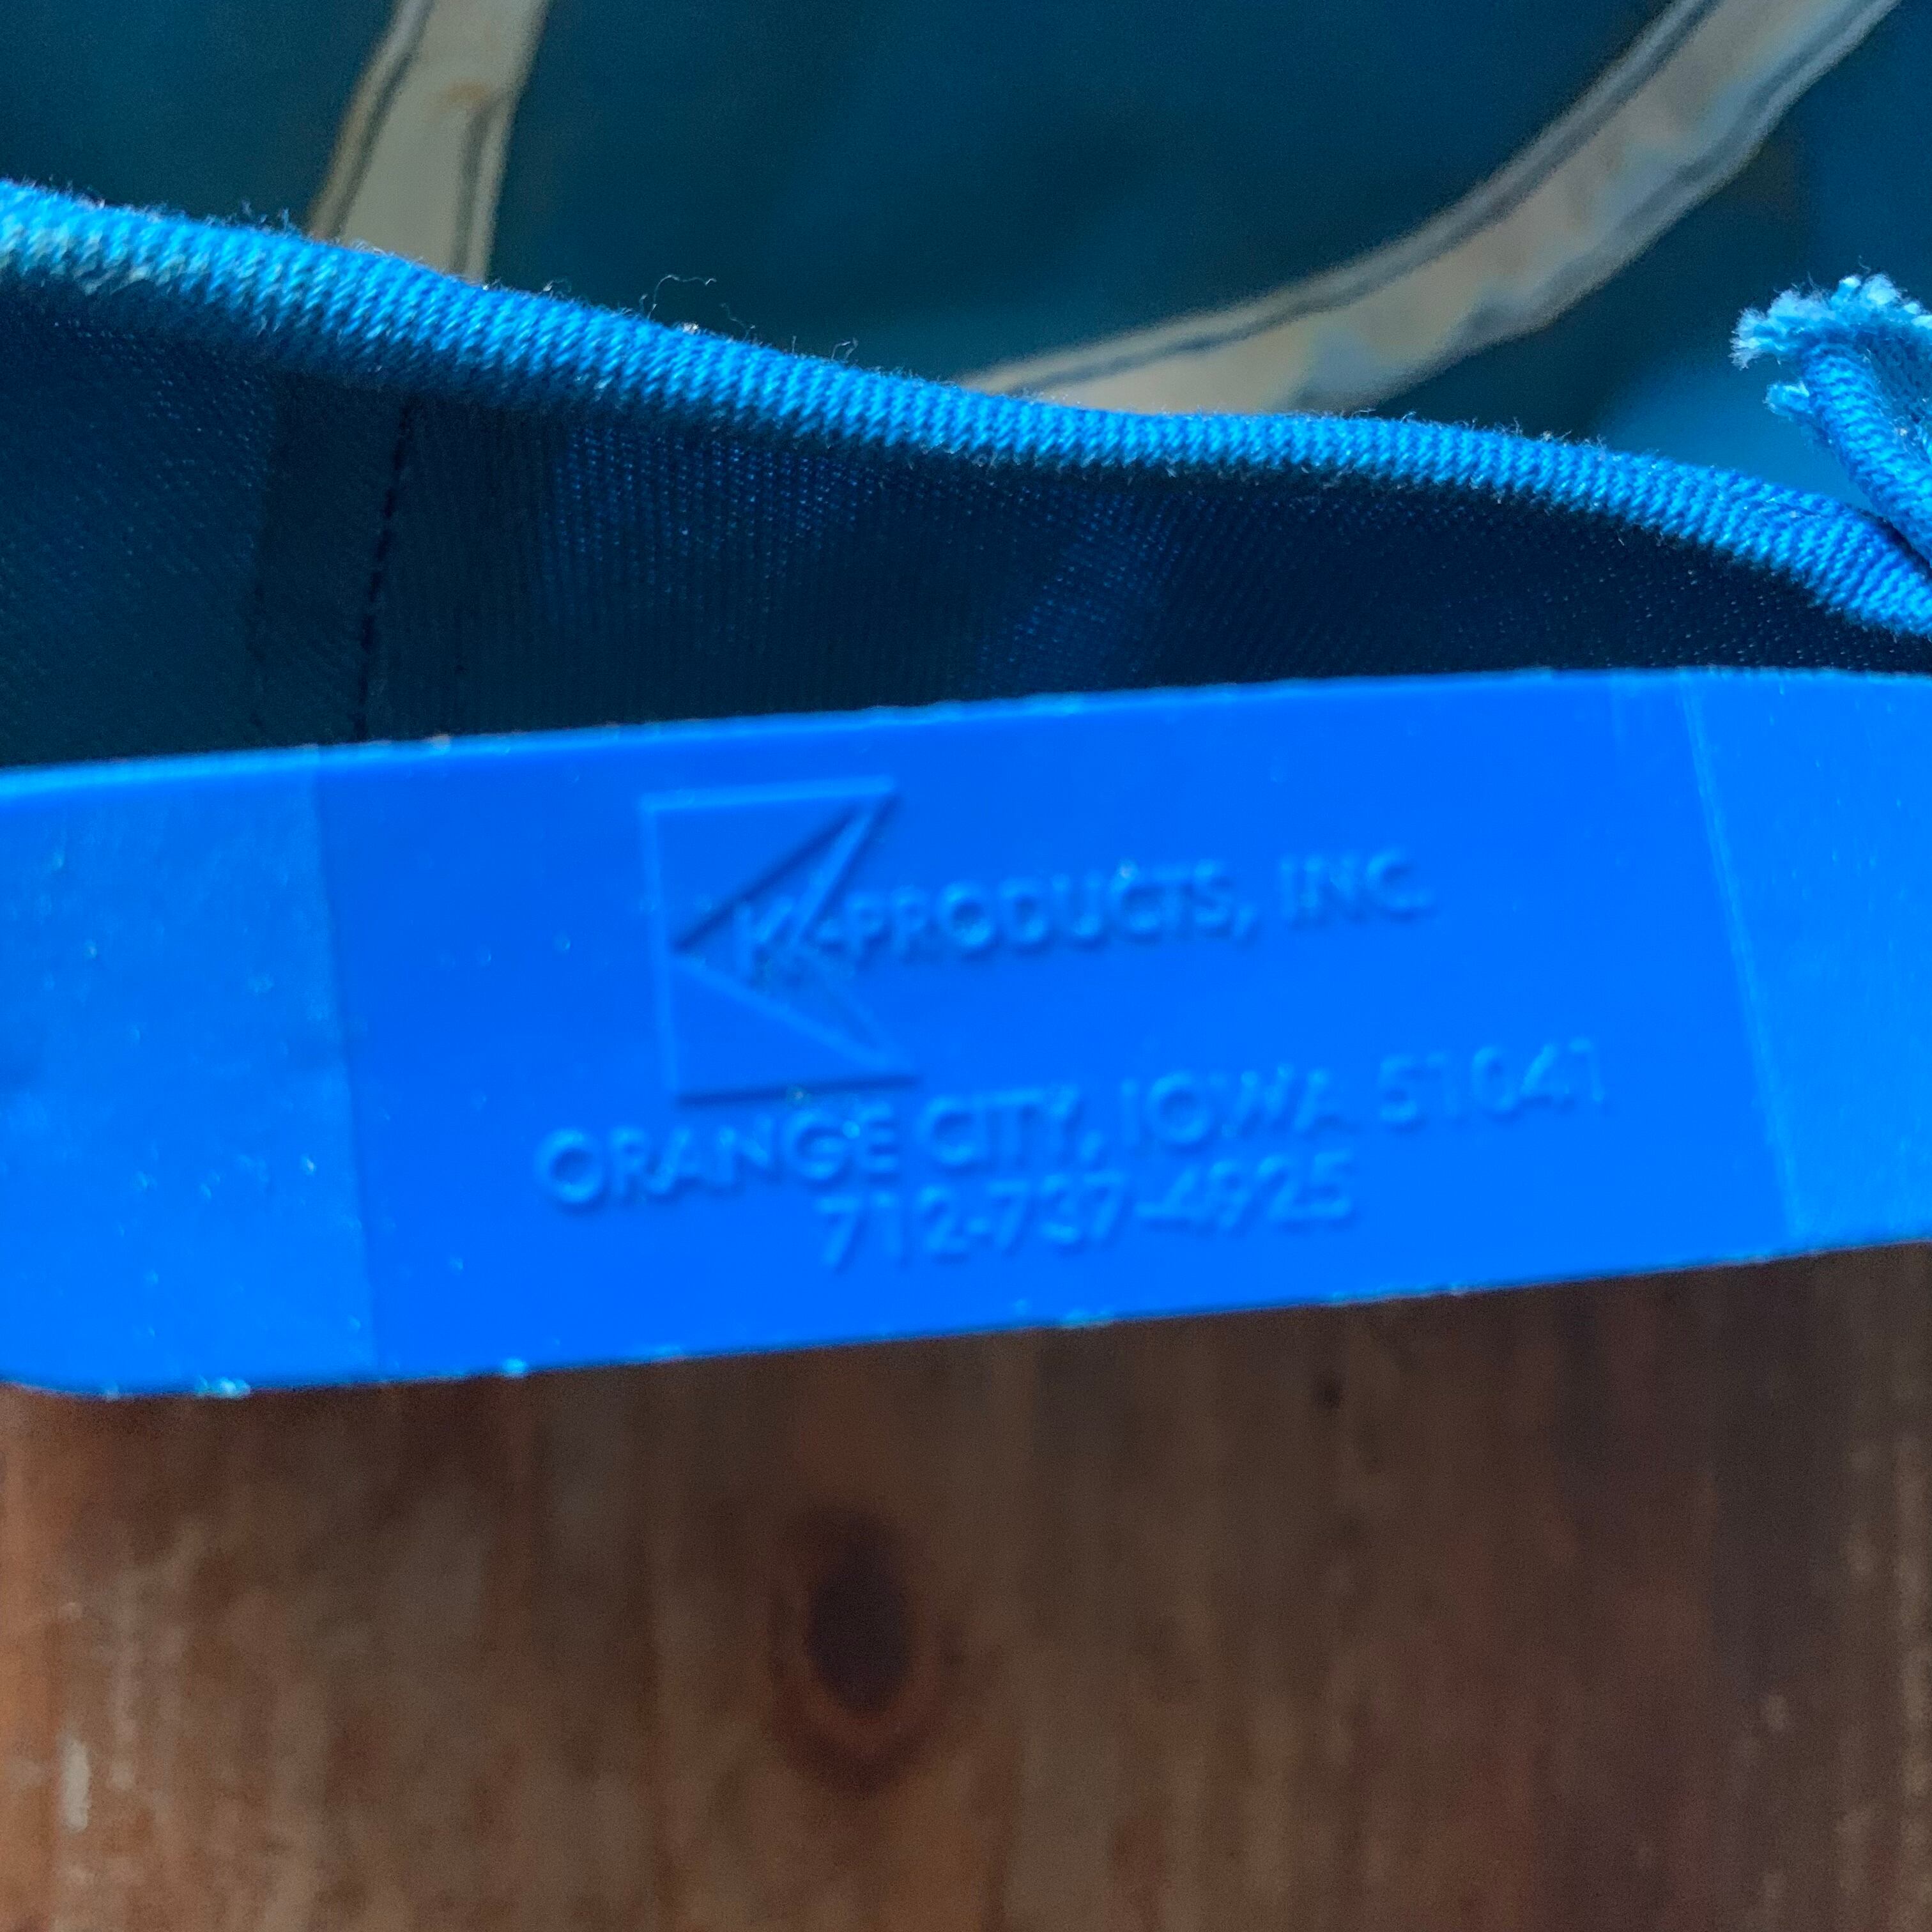 K-PRODUCTS, INC.
ORANGE CITY, IOWA 51041
712-737-4925